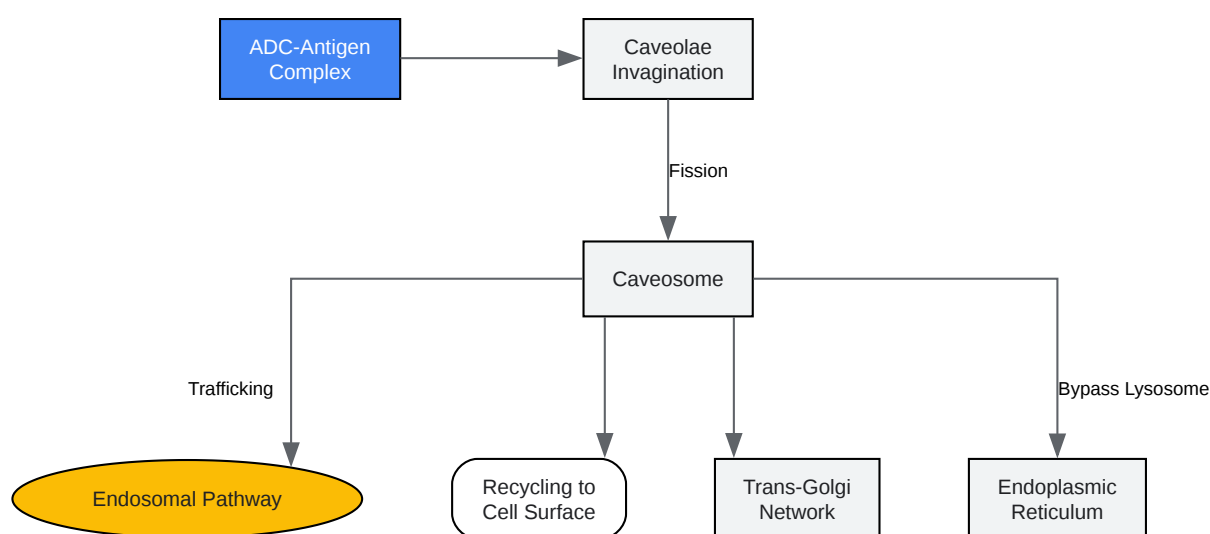 ADC-Antigen
Complex
Caveolae
Invagination
Fission
Caveosome
Trafficking
Bypass Lysosome
Endosomal Pathway
Recycling to
Cell Surface
Trans-Golgi
Network
Endoplasmic
Reticulum